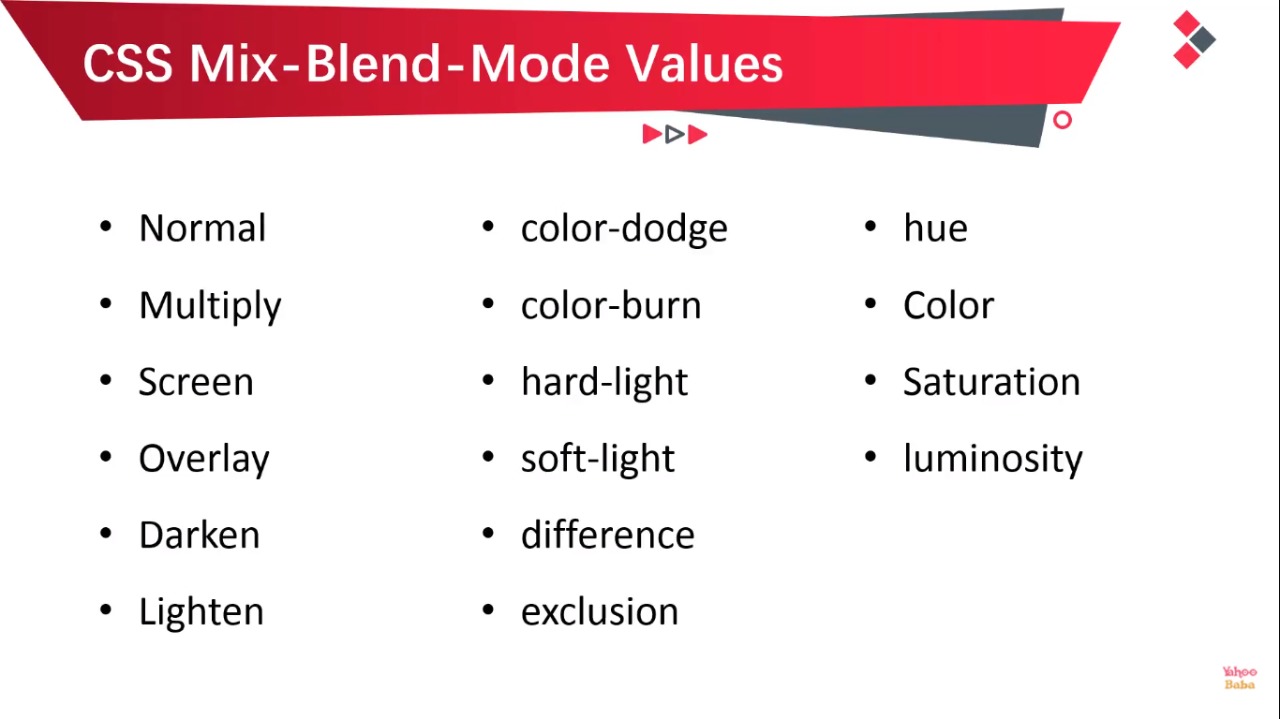 CSS Mix-Blend-Mode Values
• Normal
• Multiply
• Screen
• Overlay
• Darken
• Lighten
• color-dodge
• color-burn
• hard-light
• soft-light
• difference
• exclusion
• hue
• Color
• Saturation
• luminosity
Yahoo
Baba